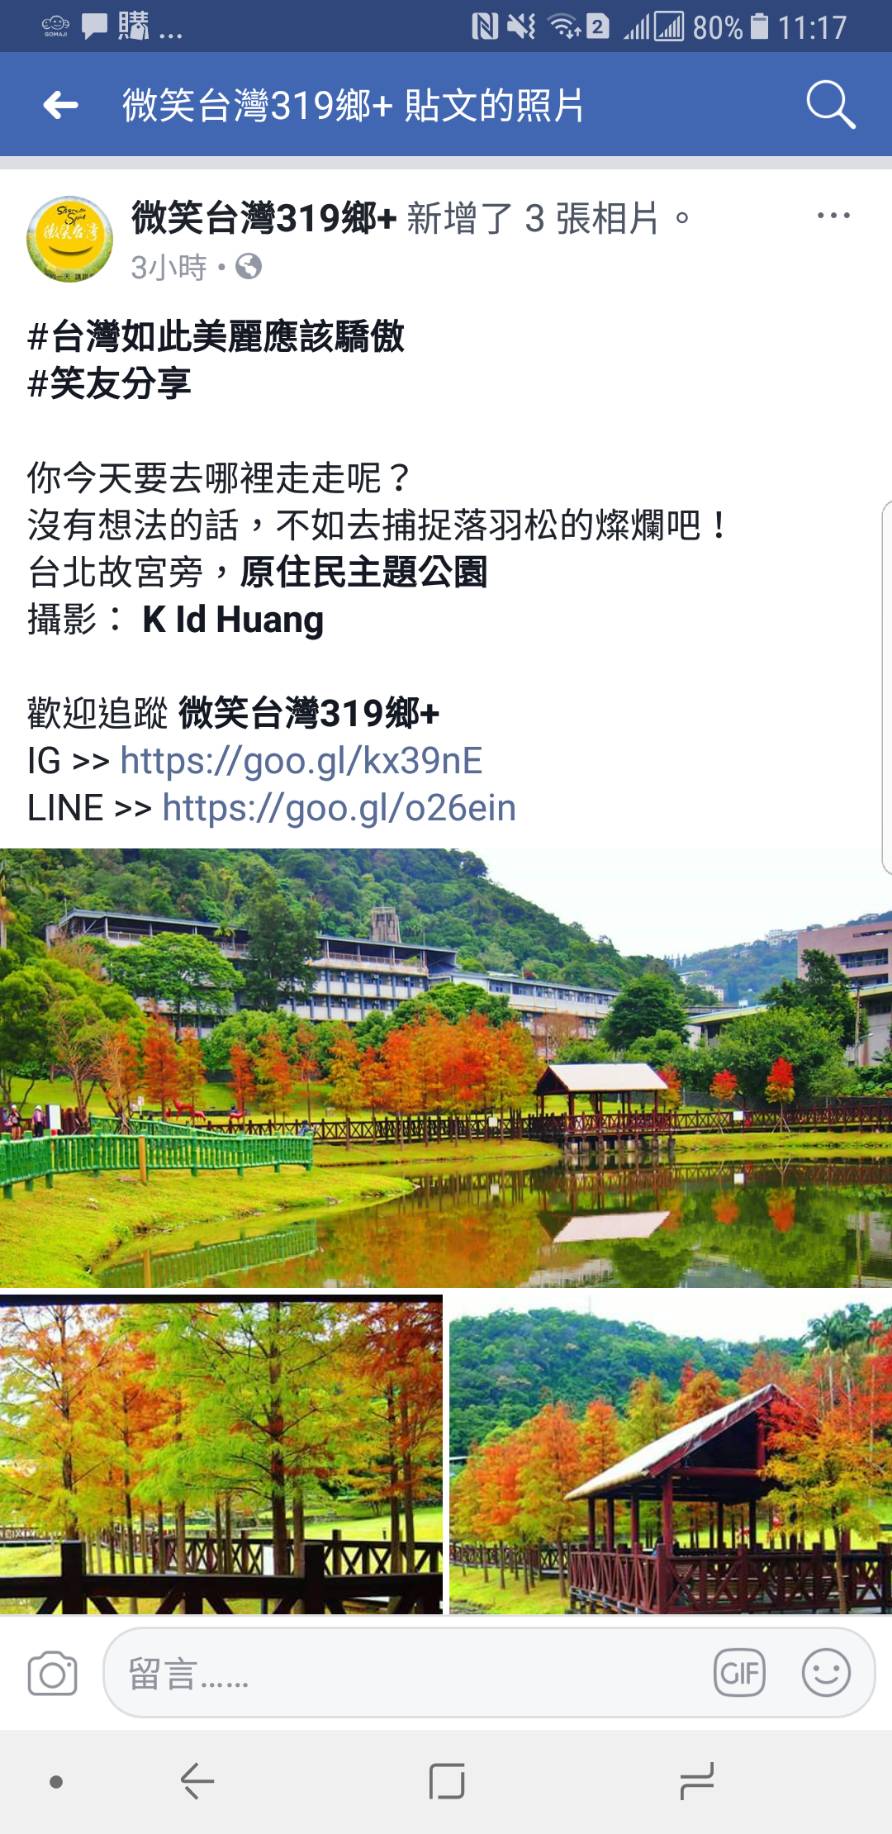 購 ...
2 80% 11:17
微笑台灣319鄉+ 貼文的照片
微笑台灣319鄉+ 新增了 3 張相片。
微笑台灣
3小時
#台灣如此美麗應該驕傲
#笑友分享
你今天要去哪裡走走呢？
沒有想法的話，不如去捕捉落羽松的燦爛吧！
台北故宮旁，原住民主題公園
攝影： K Id Huang
歡迎追蹤 微笑台灣319鄉+
IG >> https://goo.gl/kx39nE
LINE >> https://goo.gl/o26ein
留言...... GIF